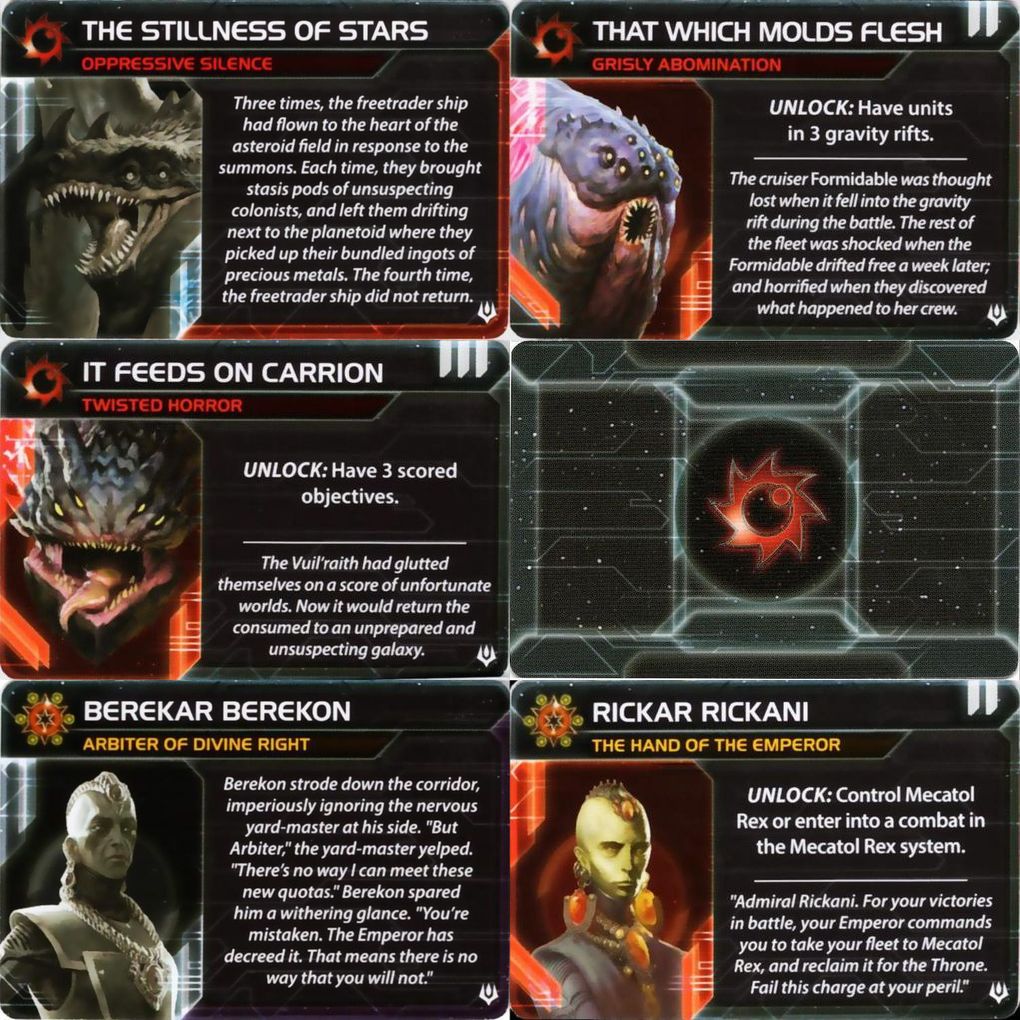 THE STILLNESS OF STARS
OPPRESSIVE SILENCE
Three times, the freetrader ship
had flown to the heart of the
asteroid field in response to the
summons. Each time, they brought
stasis pods of unsuspecting
colonists, and left them drifting
next to the planetoid where they
picked up their bundled ingots of
precious metals. The fourth time,
the freetrader ship did not return.
THAT WHICH MOLDS FLESH
II
GRISLY ABOMINATION
UNLOCK: Have units
in 3 gravity rifts.
The cruiser Formidable was thought
lost when it fell into the gravity
rift during the battle. The rest of
the fleet was shocked when the
Formidable drifted free a week later;
and horrified when they discovered
what happened to her crew.
IT FEEDS ON CARRION
III
TWISTED HORROR
UNLOCK: Have 3 scored
objectives.
The Vuil'raith had glutted
themselves on a score of unfortunate
worlds. Now it would return the
consumed to an unprepared and
unsuspecting galaxy.
BEREKAR BEREKON
ARBITER OF DIVINE RIGHT
Berekon strode down the corridor,
imperiously ignoring the nervous
yard-master at his side. "But
Arbiter," the yard-master yelped.
"There's no way I can meet these
new quotas." Berekon spared
him a withering glance. "You're
mistaken. The Emperor has
decreed it. That means there is no
way that you will not."
RICKAR RICKANI
II
THE HAND OF THE EMPEROR
UNLOCK: Control Mecatol
Rex or enter into a combat in
the Mecatol Rex system.
"Admiral Rickani. For your victories
in battle, your Emperor commands
you to take your fleet to Mecatol
Rex, and reclaim it for the Throne.
Fail this charge at your peril."